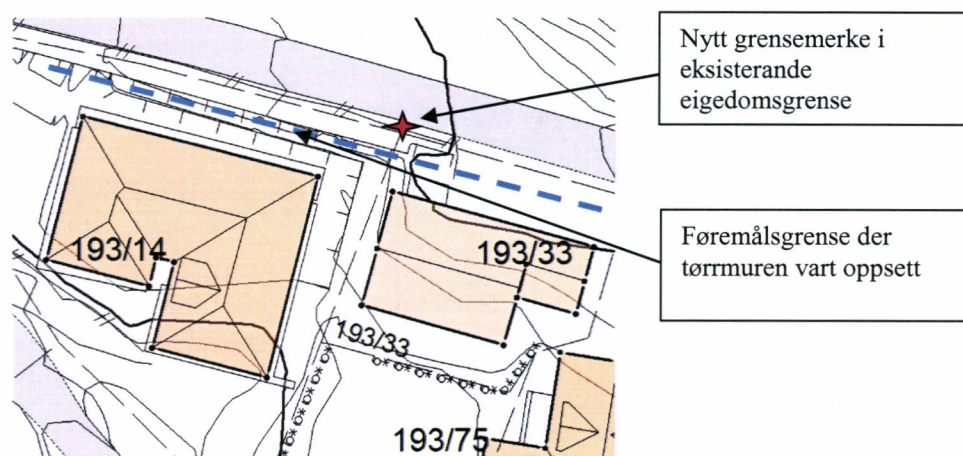 Nytt grensemerke i
eksisterande
eigedomsgrense
Føremålsgrense der
tørrmuren vart oppsett
193/14
193/33
193/33
193/75